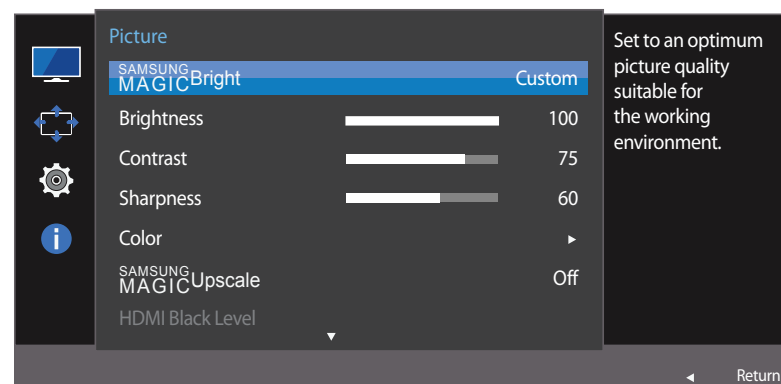 Picture
SAMSUNG MAGIC Bright Custom
Brightness 100
Contrast 75
Sharpness 60
Color ►
SAMSUNG MAGIC Upscale Off
HDMI Black Level
▼
Set to an optimum
picture quality
suitable for
the working
environment.
◄ Return